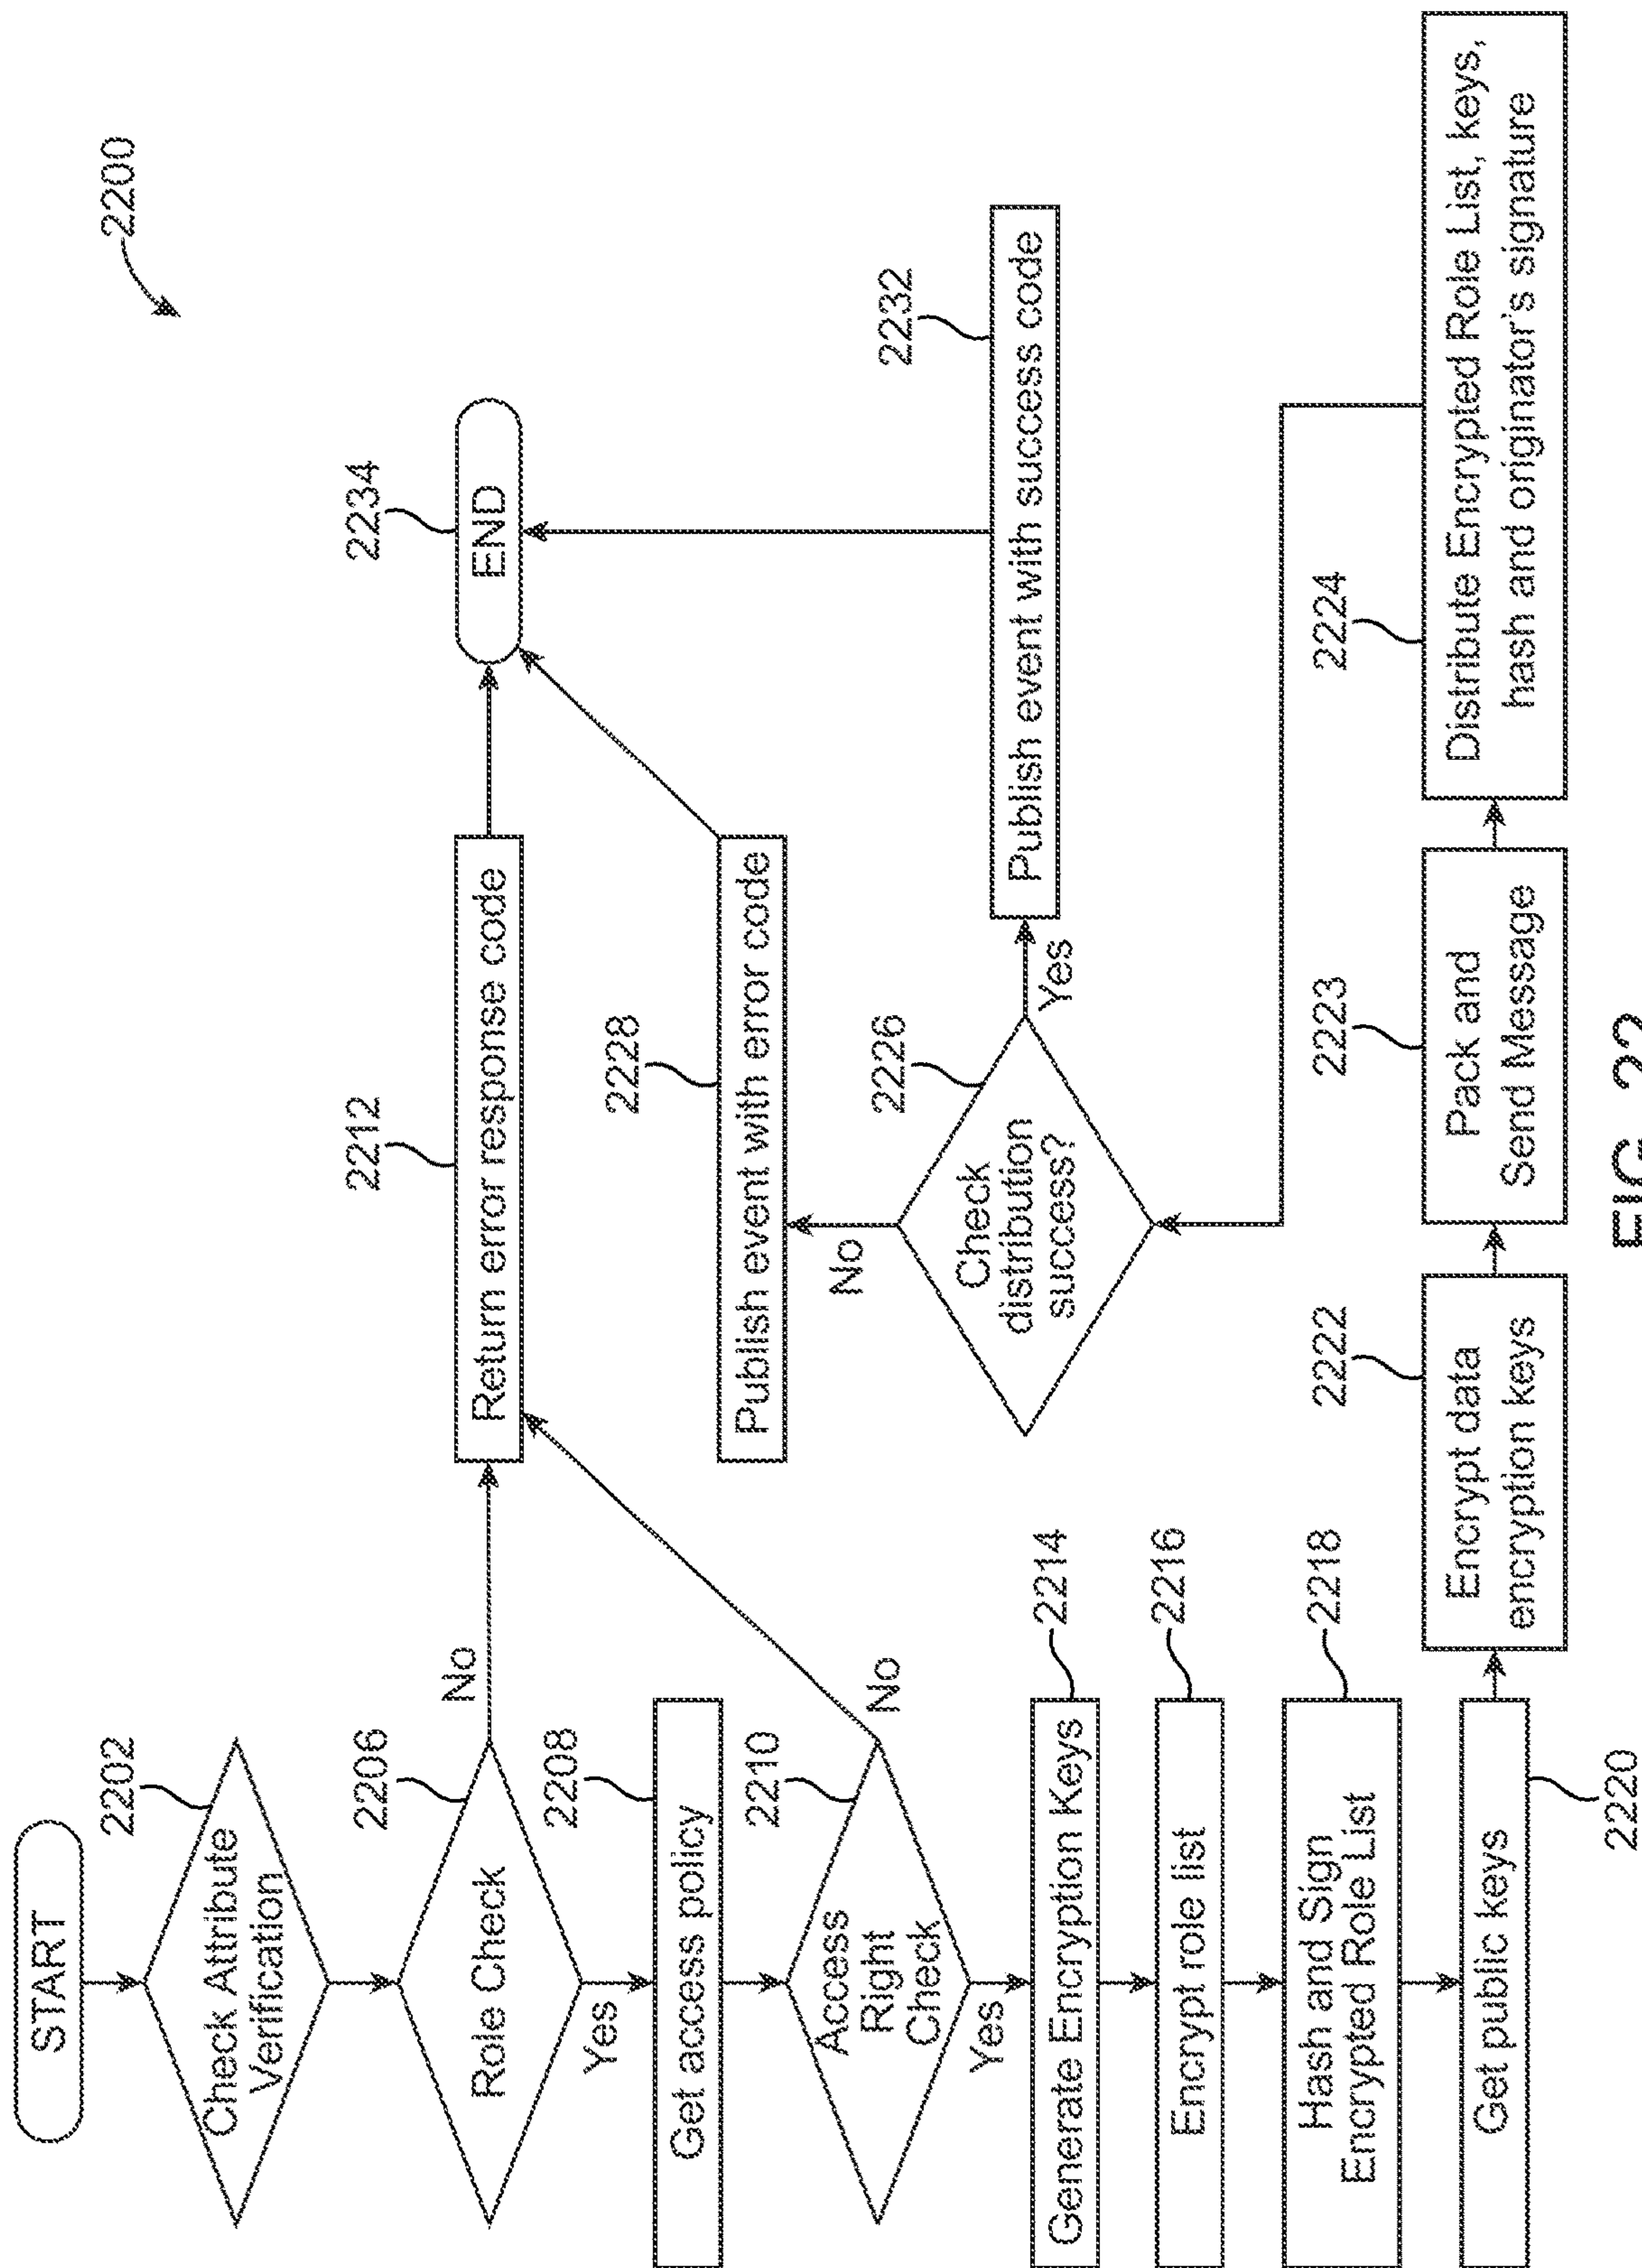 2200
START
2202
Check Attribute
Verification
2206
Role Check
No
Yes
2212
Return error response code
2234
END
2208
Get access policy
2210
Access
Right
Check
No
Yes
2228
Publish event with error code
2214
Generate Encryption Keys
2226
Check
distribution
success?
No
Yes
2232
Publish event with success code
2216
Encrypt role list
2218
Hash and Sign
Encrypted Role List
2220
Get public keys
2222
Encrypt data
encryption keys
2223
Pack and
Send Message
2224
Distribute Encrypted Role List, keys,
hash and originator's signature
FIG. 22